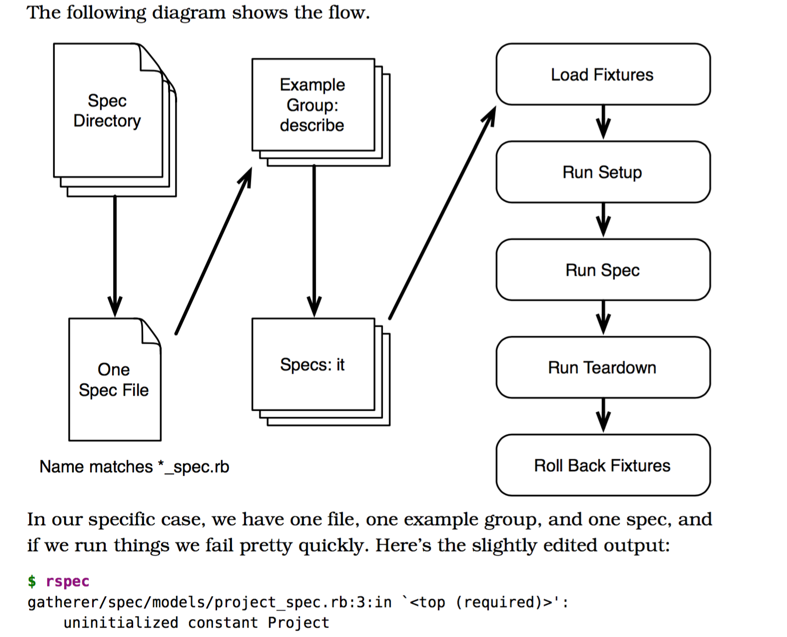 The following diagram shows the flow.
Spec
Directory
One
Spec File
Name matches *_spec.rb
Example
Group:
describe
Specs: it
Load Fixtures
Run Setup
Run Spec
Run Teardown
Roll Back Fixtures
In our specific case, we have one file, one example group, and one spec, and
if we run things we fail pretty quickly. Here’s the slightly edited output:
$ rspec
gatherer/spec/models/project_spec.rb:3:in `<top (required)>':
uninitialized constant Project